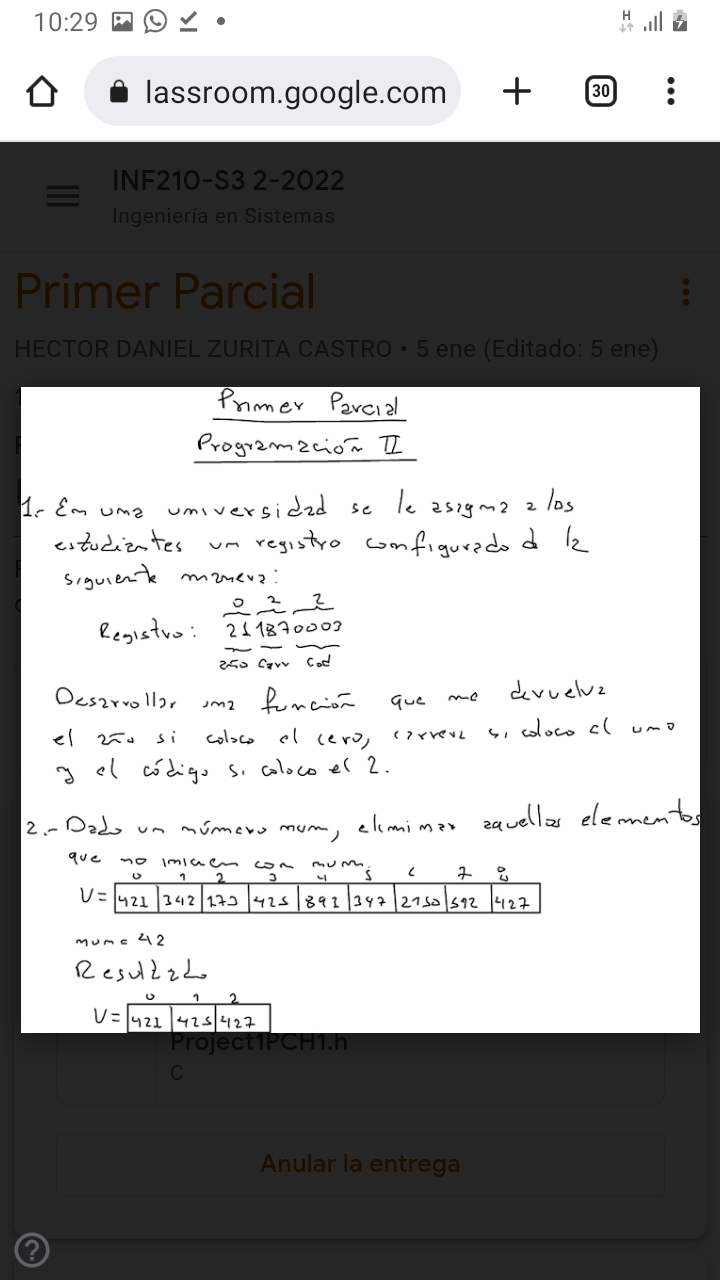 10:29
H
lassroom.google.com
30
INF210-S3 2-2022
Ingeniería en Sistemas
Primer Parcial
HECTOR DANIEL ZURITA CASTRO • 5 ene (Editado: 5 ene)
Primer Parcial
Programación II
1.- En una universidad se le asigna a los
estudiantes un registro configurado d la
siguiente manera:
0 2 2
Registro: 211870003
año Carr Cod
Desarrollar una función que me devuelva
el año si coloco el cero, carrera si coloco el uno
y el código si coloco el 2.
2.- Dado un número num, eliminar aquellos elementos
que no inicien con num.
0 1 2 3 4 5 6 7 8
V= 421 342 173 425 892 347 2150 592 427
num= 42
Resultado
0 1 2
V= 421 425 427
Project1PCH1.h
C
Anular la entrega
?